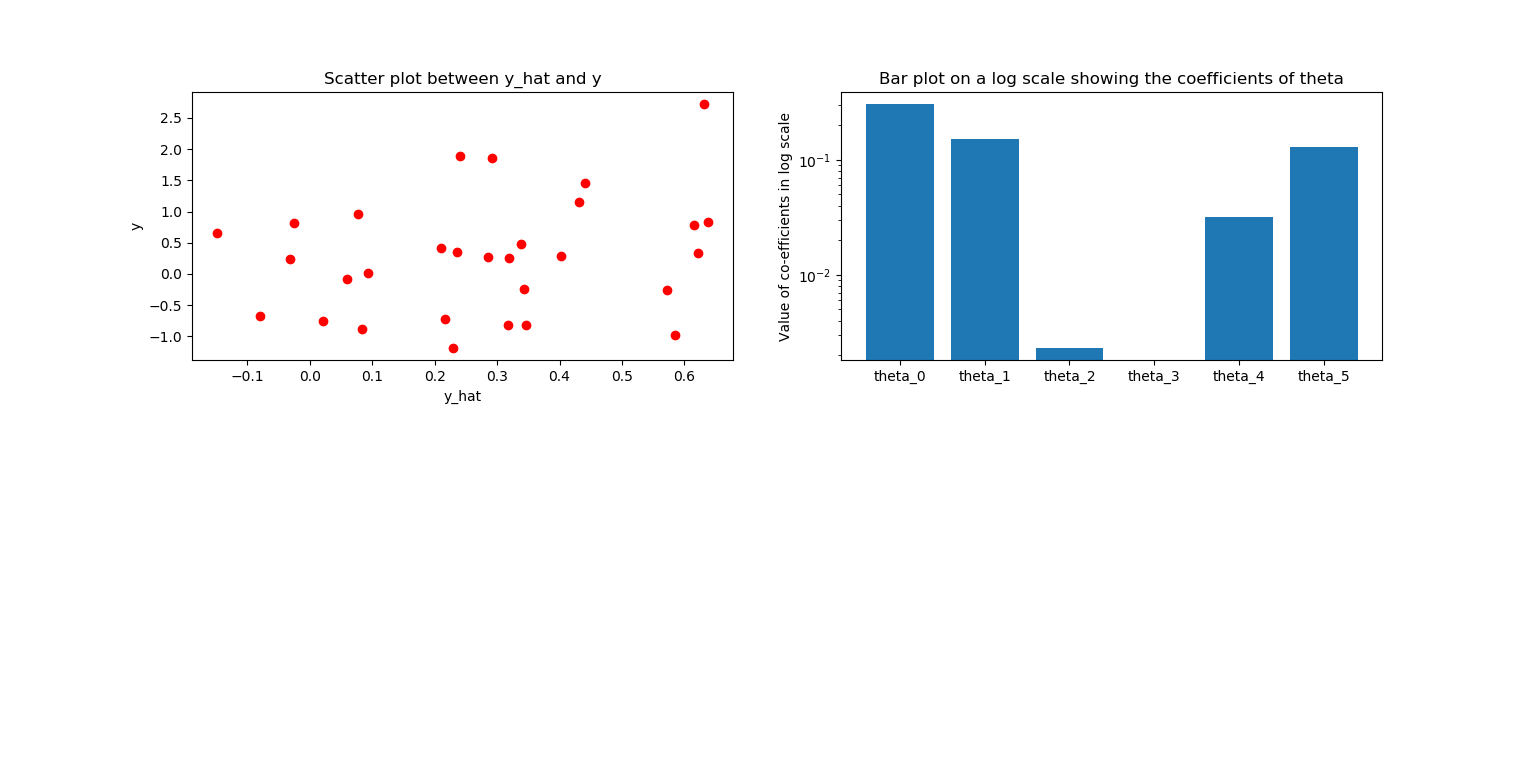 Scatter plot between y_hat and y
2.5
2.0
1.5
1.0
0.5
0.0
−0.5
−1.0
y
−0.1 0.0 0.1 0.2 0.3 0.4 0.5 0.6
y_hat
Bar plot on a log scale showing the coefficients of theta
Value of co-efficients in log scale
10⁻¹
10⁻²
theta_0 theta_1 theta_2 theta_3 theta_4 theta_5